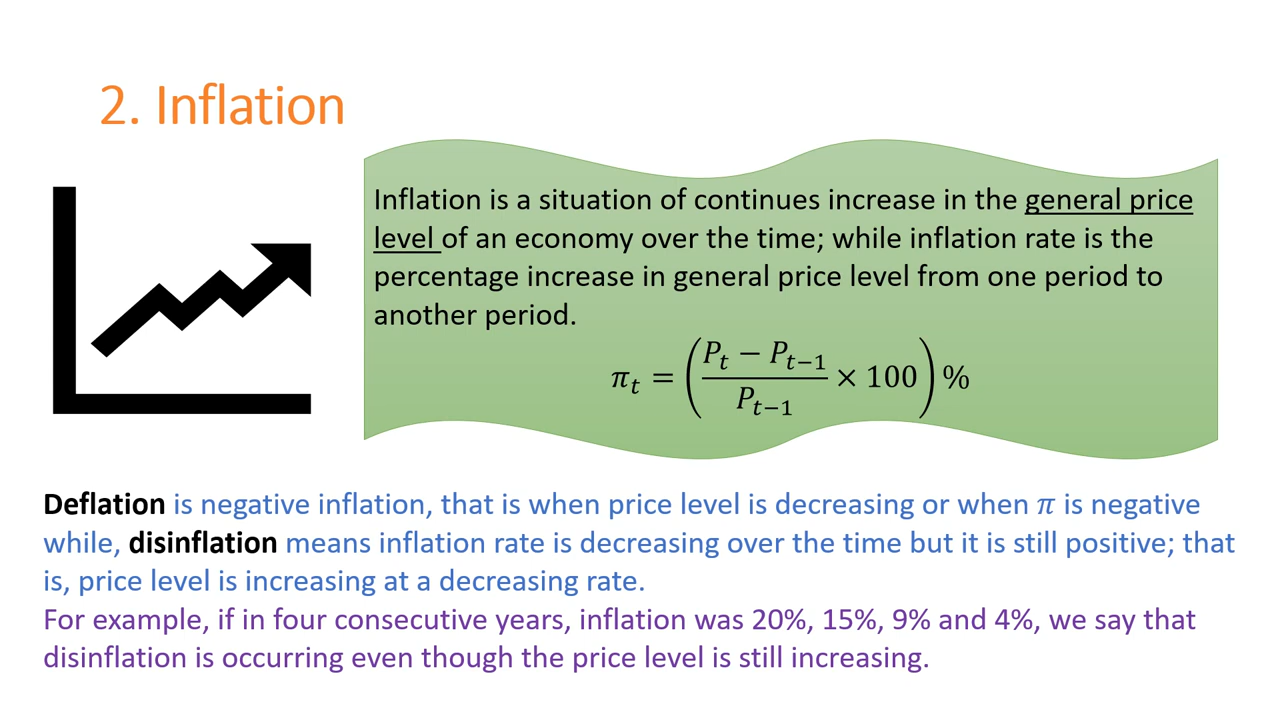 2. Inflation
Inflation is a situation of continues increase in the general price
level of an economy over the time; while inflation rate is the
percentage increase in general price level from one period to
another period.
π_t = ((P_t − P_{t−1}) / P_{t−1} × 100) %
Deflation is negative inflation, that is when price level is decreasing or when π is negative
while, disinflation means inflation rate is decreasing over the time but it is still positive; that
is, price level is increasing at a decreasing rate.
For example, if in four consecutive years, inflation was 20%, 15%, 9% and 4%, we say that
disinflation is occurring even though the price level is still increasing.